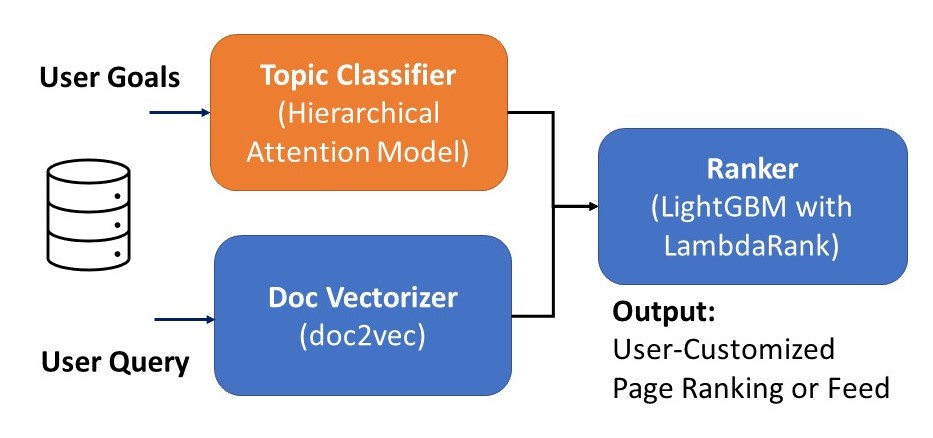 User Goals
Topic Classifier
(Hierarchical
Attention Model)
Ranker
(LightGBM with
LambdaRank)
Doc Vectorizer
(doc2vec)
User Query
Output:
User-Customized
Page Ranking or Feed